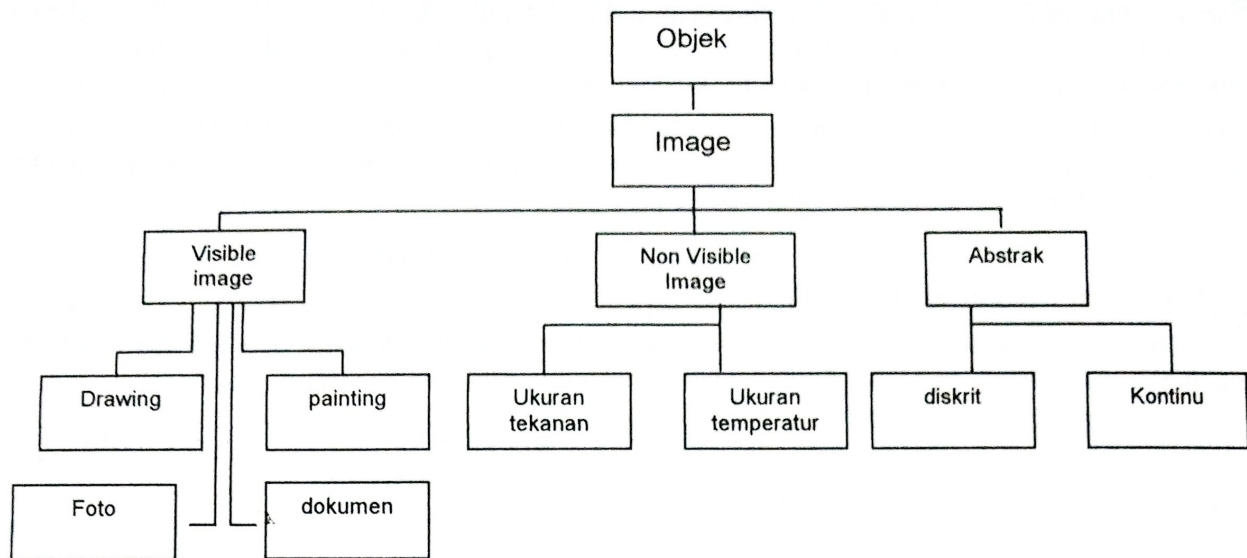 Objek
Image
Visible
image
Non Visible
Image
Abstrak
Drawing
painting
Ukuran
tekanan
Ukuran
temperatur
diskrit
Kontinu
Foto
dokumen